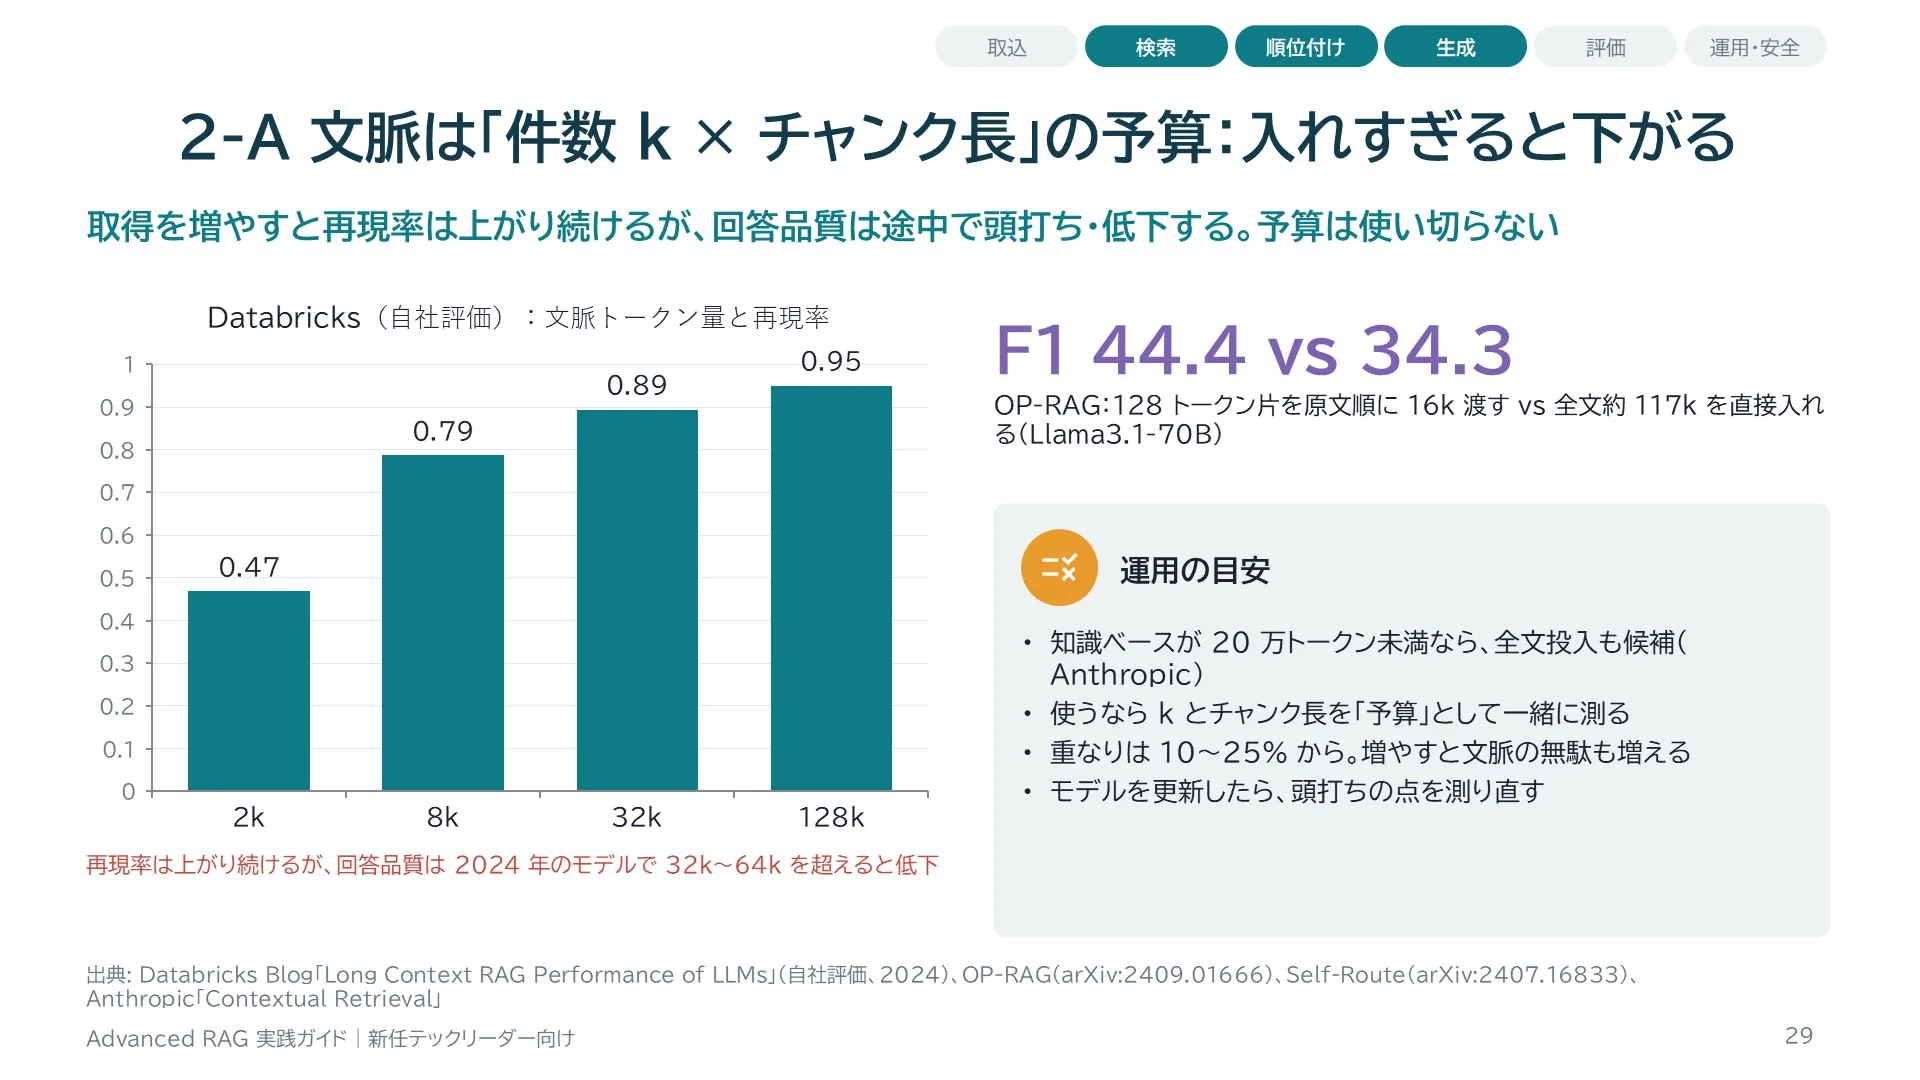 取込
検索
順位付け
生成
評価
運用・安全
2-A 文脈は「件数 k × チャンク長」の予算：入れすぎると下がる
取得を増やすと再現率は上がり続けるが、回答品質は途中で頭打ち・低下する。予算は使い切らない
Databricks（自社評価）：文脈トークン量と再現率
1
0.9
0.8
0.7
0.6
0.5
0.4
0.3
0.2
0.1
0
0.47
0.79
0.89
0.95
2k
8k
32k
128k
再現率は上がり続けるが、回答品質は 2024 年のモデルで 32k～64k を超えると低下
F1 44.4 vs 34.3
OP-RAG：128 トークン片を原文順に 16k 渡す vs 全文約 117k を直接入れ
る（Llama3.1-70B）
運用の目安
• 知識ベースが 20 万トークン未満なら、全文投入も候補（
Anthropic）
• 使うなら k とチャンク長を「予算」として一緒に測る
• 重なりは 10～25% から。増やすと文脈の無駄も増える
• モデルを更新したら、頭打ちの点を測り直す
出典: Databricks Blog「Long Context RAG Performance of LLMs」（自社評価、2024）、OP-RAG（arXiv:2409.01666）、Self-Route（arXiv:2407.16833）、
Anthropic「Contextual Retrieval」
Advanced RAG 実践ガイド｜新任テックリーダー向け
29